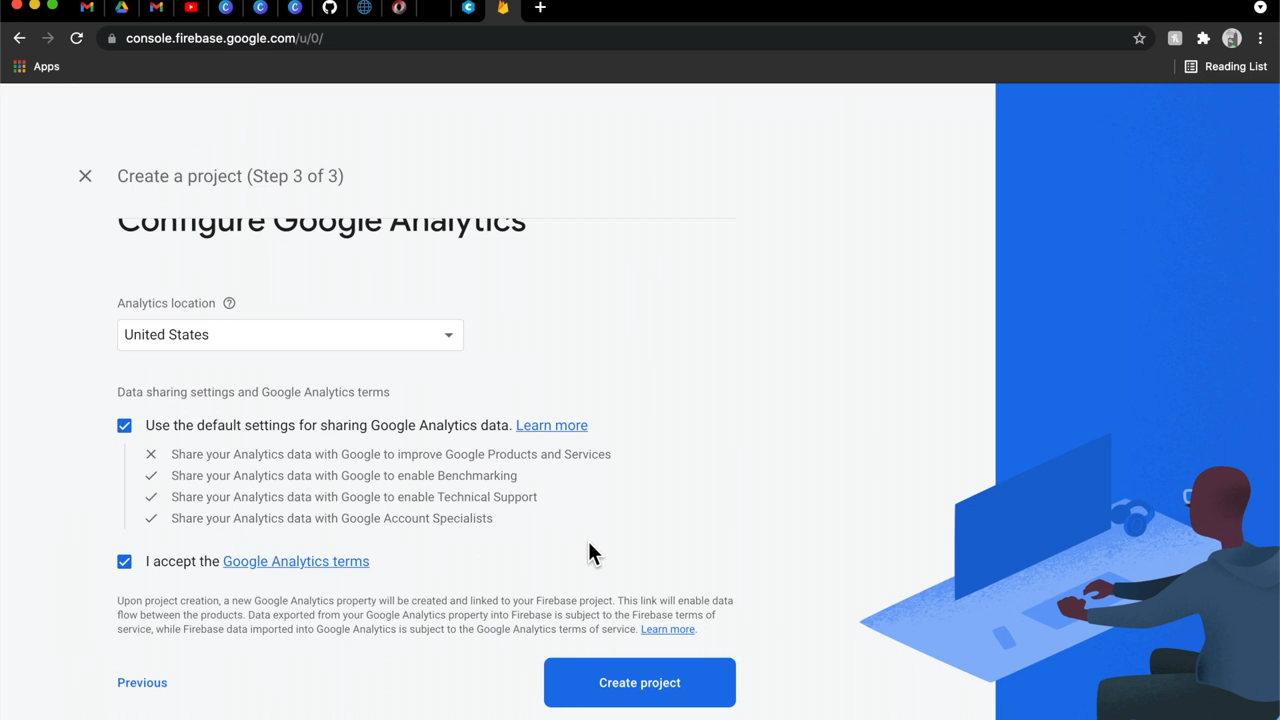 console.firebase.google.com/u/0/
Apps
Reading List
Create a project (Step 3 of 3)
Configure Google Analytics
Analytics location
United States
Data sharing settings and Google Analytics terms
Use the default settings for sharing Google Analytics data. Learn more
Share your Analytics data with Google to improve Google Products and Services
Share your Analytics data with Google to enable Benchmarking
Share your Analytics data with Google to enable Technical Support
Share your Analytics data with Google Account Specialists
I accept the Google Analytics terms
Upon project creation, a new Google Analytics property will be created and linked to your Firebase project. This link will enable data
flow between the products. Data exported from your Google Analytics property into Firebase is subject to the Firebase terms of
service, while Firebase data imported into Google Analytics is subject to the Google Analytics terms of service. Learn more.
Previous
Create project